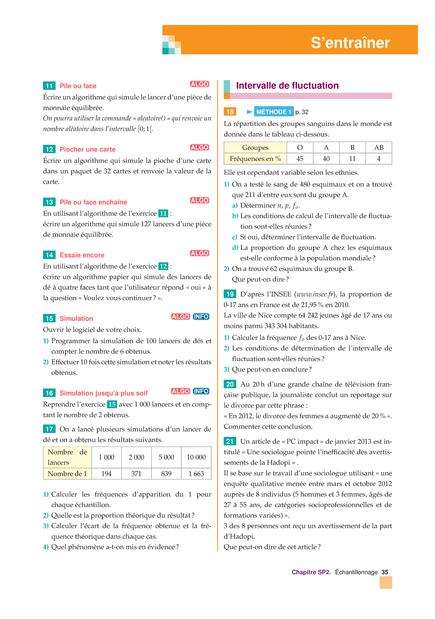 S'entraîner
11 Pile ou face ALGO
Écrire un algorithme qui simule le lancer d'une pièce de
monnaie équilibrée.
On pourra utiliser la commande « aleatoire() » qui renvoie un
nombre aléatoire dans l'intervalle [0; 1[.
12 Piocher une carte ALGO
Écrire un algorithme qui simule la pioche d'une carte
dans un paquet de 32 cartes et renvoie la valeur de la
carte.
13 Pile ou face enchaîné ALGO
En utilisant l'algorithme de l'exercice 11 :
écrire un algorithme qui simule 127 lancers d'une pièce
de monnaie équilibrée.
14 Essaie encore ALGO
En utilisant l'algorithme de l'exercice 12 :
écrire un algorithme papier qui simule des lancers de
dé à quatre faces tant que l'utilisateur répond « oui » à
la question « Voulez vous continuer ? ».
15 Simulation ALGO INFO
Ouvrir le logiciel de votre choix.
1) Programmer la simulation de 100 lancers de dés et
compter le nombre de 6 obtenus.
2) Effectuer 10 fois cette simulation et noter les résultats
obtenus.
16 Simulation jusqu'à plus soif ALGO INFO
Reprendre l'exercice 15 avec 1 000 lancers et en comp-
tant le nombre de 2 obtenus.
17 On a lancé plusieurs simulations d'un lancer de
dé et on a obtenu les résultats suivants.
Nombre de lancers 1 000 2 000 5 000 10 000
Nombre de 1 194 371 839 1 663
1) Calculer les fréquences d'apparition du 1 pour
chaque échantillon.
2) Quelle est la proportion théorique du résultat ?
3) Calculer l'écart de la fréquence obtenue et la fré-
quence théorique dans chaque cas.
4) Quel phénomène a-t-on mis en évidence ?
Intervalle de fluctuation
18 ► MÉTHODE 1 p. 32
La répartition des groupes sanguins dans le monde est
donnée dans le tableau ci-dessous.
Groupes O A B AB
Fréquences en % 45 40 11 4
Elle est cependant variable selon les ethnies.
1) On a testé le sang de 480 esquimaux et on a trouvé
que 211 d'entre eux sont du groupe A.
a) Déterminer n, p, fo.
b) Les conditions de calcul de l'intervalle de fluctua-
tion sont-elles réunies ?
c) Si oui, déterminer l'intervalle de fluctuation.
d) La proportion du groupe A chez les esquimaux
est-elle conforme à la population mondiale ?
2) On a trouvé 62 esquimaux du groupe B.
Que peut-on dire ?
19 D'après l'INSEE (www.insee.fr), la proportion de
0-17 ans en France est de 21,95 % en 2010.
La ville de Nice compte 64 242 jeunes âgé de 17 ans ou
moins parmi 343 304 habitants.
1) Calculer la fréquence fo des 0-17 ans à Nice.
2) Les conditions de détermination de l'intervalle de
fluctuation sont-elles réunies ?
3) Que peut-on en conclure ?
20 Au 20 h d'une grande chaîne de télévision fran-
çaise publique, la journaliste conclut un reportage sur
le divorce par cette phrase :
« En 2012, le divorce des femmes a augmenté de 20 % ».
Commenter cette conclusion.
21 Un article de « PC impact » de janvier 2013 est in-
titulé « Une sociologue pointe l'inefficacité des avertis-
sements de la Hadopi » .
Il se base sur le travail d'une sociologue utilisant « une
enquête qualitative menée entre mars et octobre 2012
auprès de 8 individus (5 hommes et 3 femmes, âgés de
27 à 55 ans, de catégories socioprofessionnelles et de
formations variées) ».
3 des 8 personnes ont reçu un avertissement de la part
d'Hadopi.
Que peut-on dire de cet article ?
Chapitre SP2. Échantillonnage 35